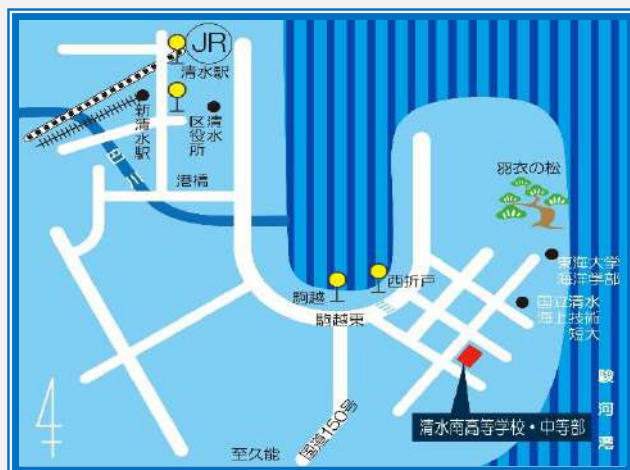 JR
清水駅
新清水駅
清水
区役所
巴川
港橋
羽衣の松
東海大学
海洋学部
国立清水
海上技術
短大
駒越
西折戸
駒越東
三
清水南高等学校・中等部
国道150号
至久能
駿河湾